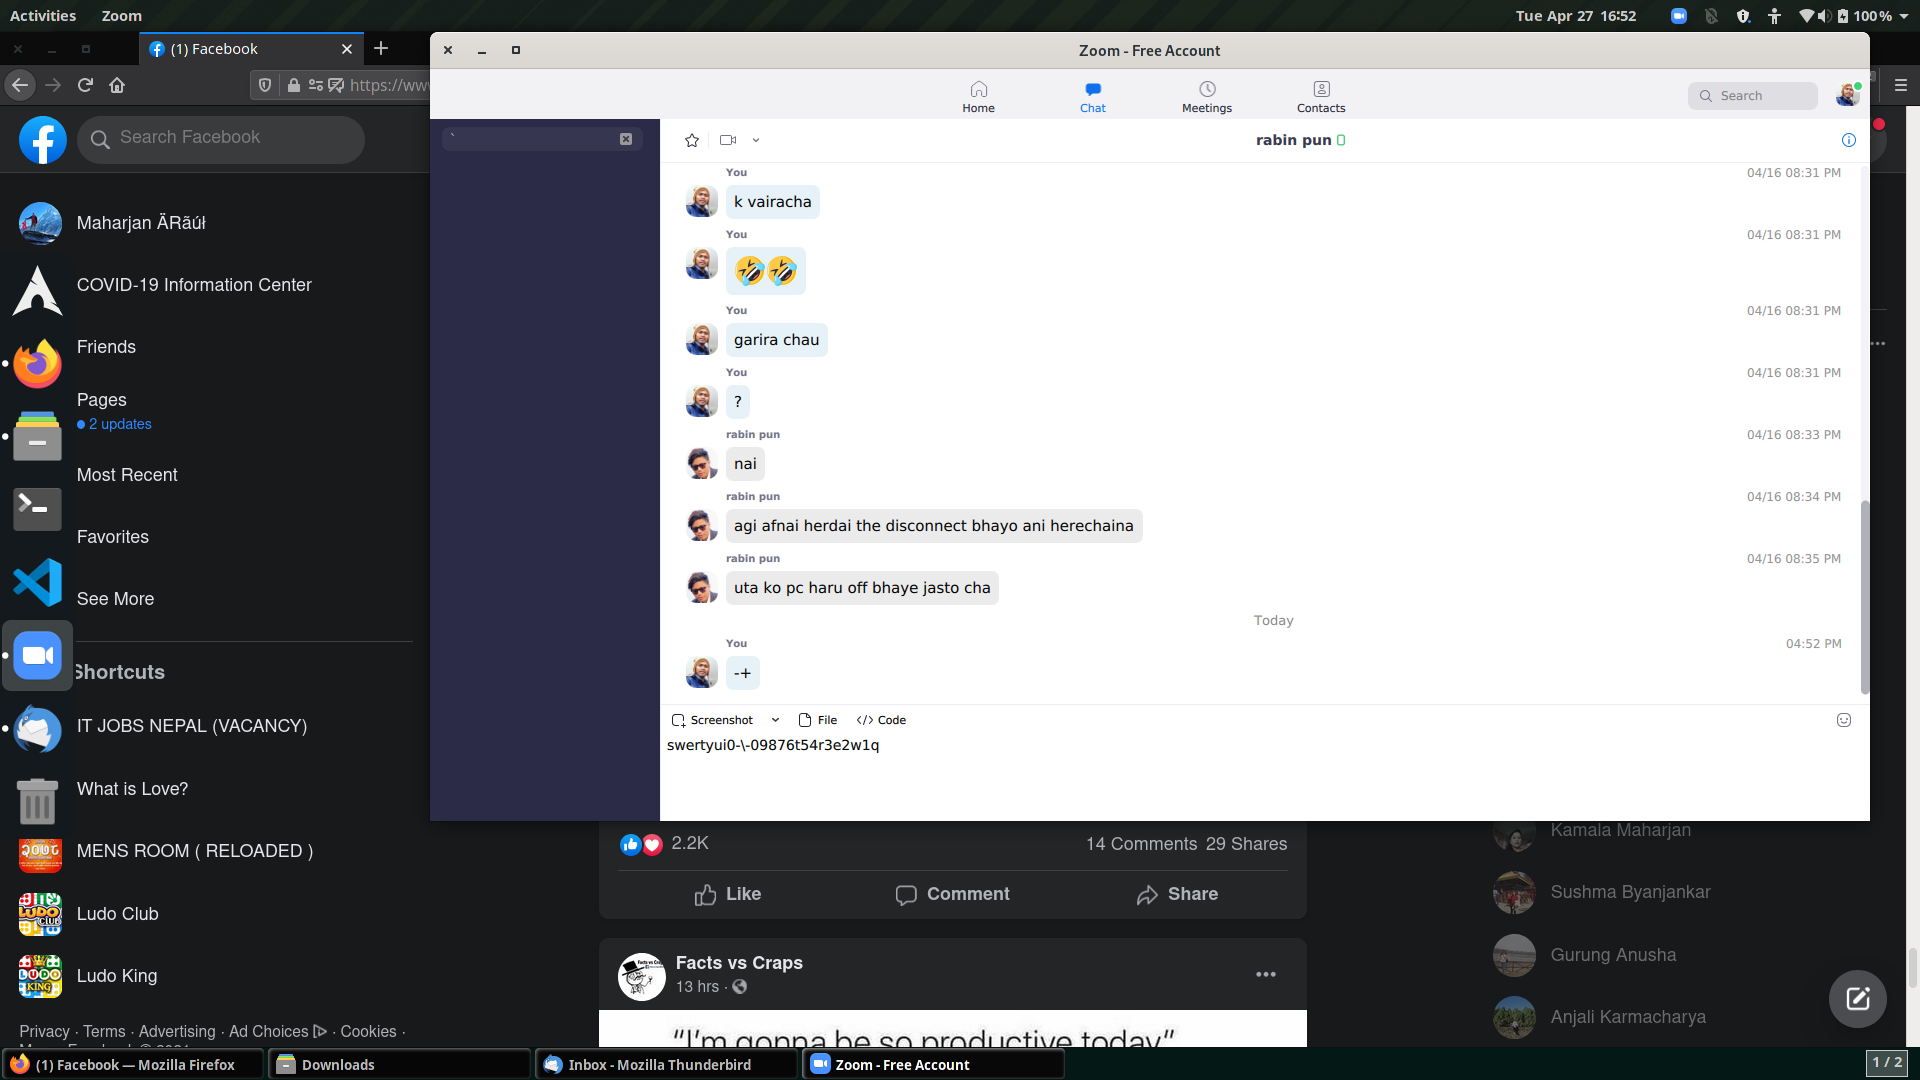 Activities Zoom Tue Apr 27 16:52 100 %
(1) Facebook
Zoom - Free Account
https://ww
Home Chat Meetings Contacts
Search
Search Facebook
`
rabin pun
Maharjan ÄRãúł
COVID-19 Information Center
Friends
Pages
2 updates
Most Recent
Favorites
See More
Shortcuts
IT JOBS NEPAL (VACANCY)
What is Love?
MENS ROOM ( RELOADED )
Ludo Club
Ludo King
Privacy · Terms · Advertising · Ad Choices · Cookies ·
You 04/16 08:31 PM
k vairacha
You 04/16 08:31 PM
🤣🤣
You 04/16 08:31 PM
garira chau
You 04/16 08:31 PM
?
rabin pun 04/16 08:33 PM
nai
rabin pun 04/16 08:34 PM
agi afnai herdai the disconnect bhayo ani herechaina
rabin pun 04/16 08:35 PM
uta ko pc haru off bhaye jasto cha
Today
You 04:52 PM
-+
Screenshot File </> Code
swertyui0-\-09876t54r3e2w1q
2.2K 14 Comments 29 Shares
Like Comment Share
Facts vs Craps
13 hrs ·
“I'm gonna be so productive today”
Kamala Maharjan
Sushma Byanjankar
Gurung Anusha
Anjali Karmacharya
(1) Facebook — Mozilla Firefox Downloads Inbox - Mozilla Thunderbird Zoom - Free Account 1 / 2